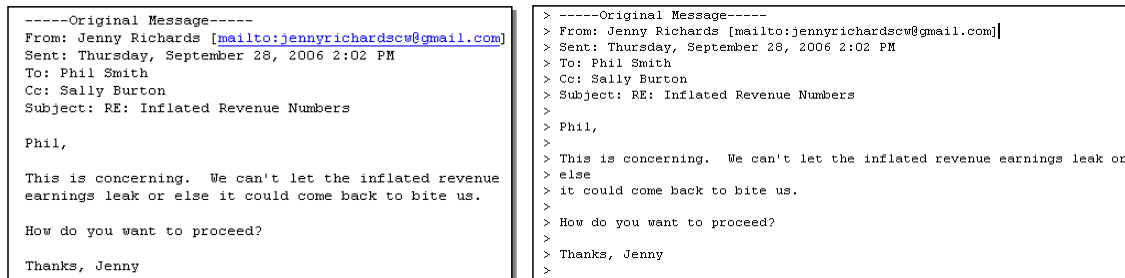 -----Original Message-----
From: Jenny Richards [mailto:jennyrichardscw@gmail.com]
Sent: Thursday, September 28, 2006 2:02 PM
To: Phil Smith
Cc: Sally Burton
Subject: RE: Inflated Revenue Numbers
Phil,
This is concerning.  We can't let the inflated revenue
earnings leak or else it could come back to bite us.
How do you want to proceed?
Thanks, Jenny
> -----Original Message-----
> From: Jenny Richards [mailto:jennyrichardscw@gmail.com]
> Sent: Thursday, September 28, 2006 2:02 PM
> To: Phil Smith
> Cc: Sally Burton
> Subject: RE: Inflated Revenue Numbers
>
> Phil,
>
> This is concerning.  We can't let the inflated revenue earnings leak or
> else
> it could come back to bite us.
>
> How do you want to proceed?
>
> Thanks, Jenny
>